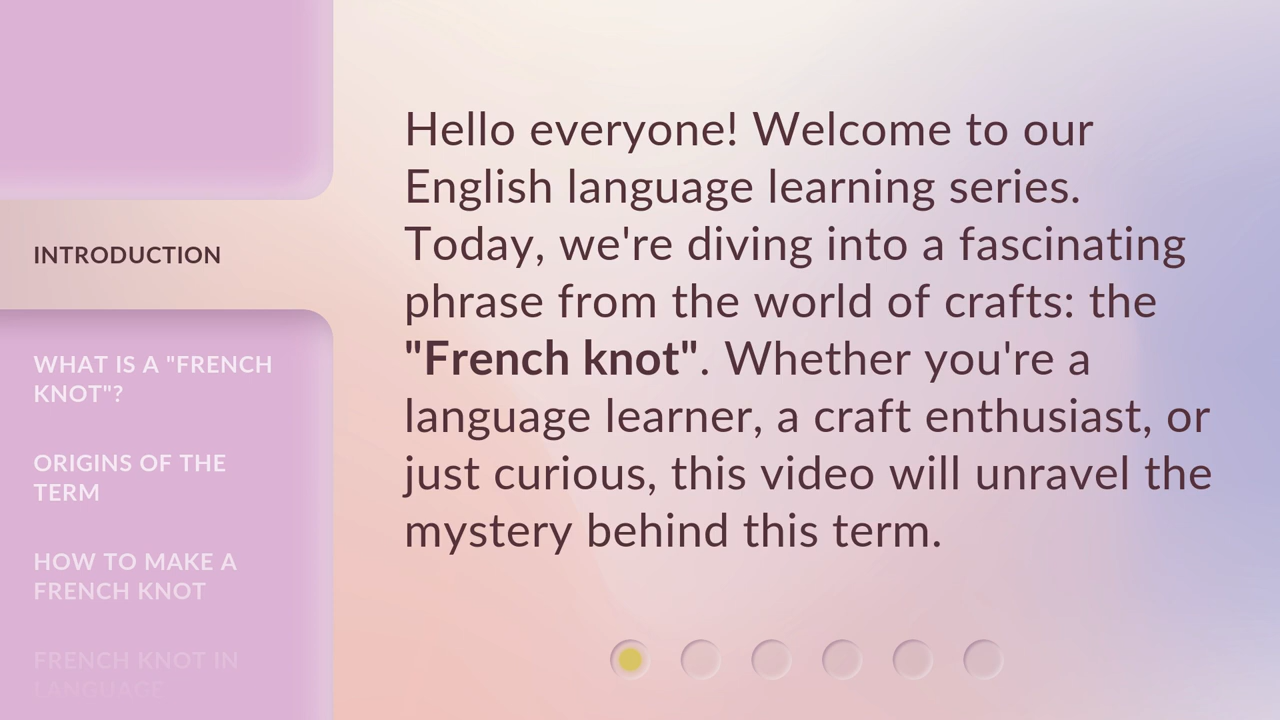 INTRODUCTION
WHAT IS A "FRENCH
KNOT"?
ORIGINS OF THE
TERM
HOW TO MAKE A
FRENCH KNOT
FRENCH KNOT IN
LANGUAGE
Hello everyone! Welcome to our
English language learning series.
Today, we're diving into a fascinating
phrase from the world of crafts: the
"French knot". Whether you're a
language learner, a craft enthusiast, or
just curious, this video will unravel the
mystery behind this term.